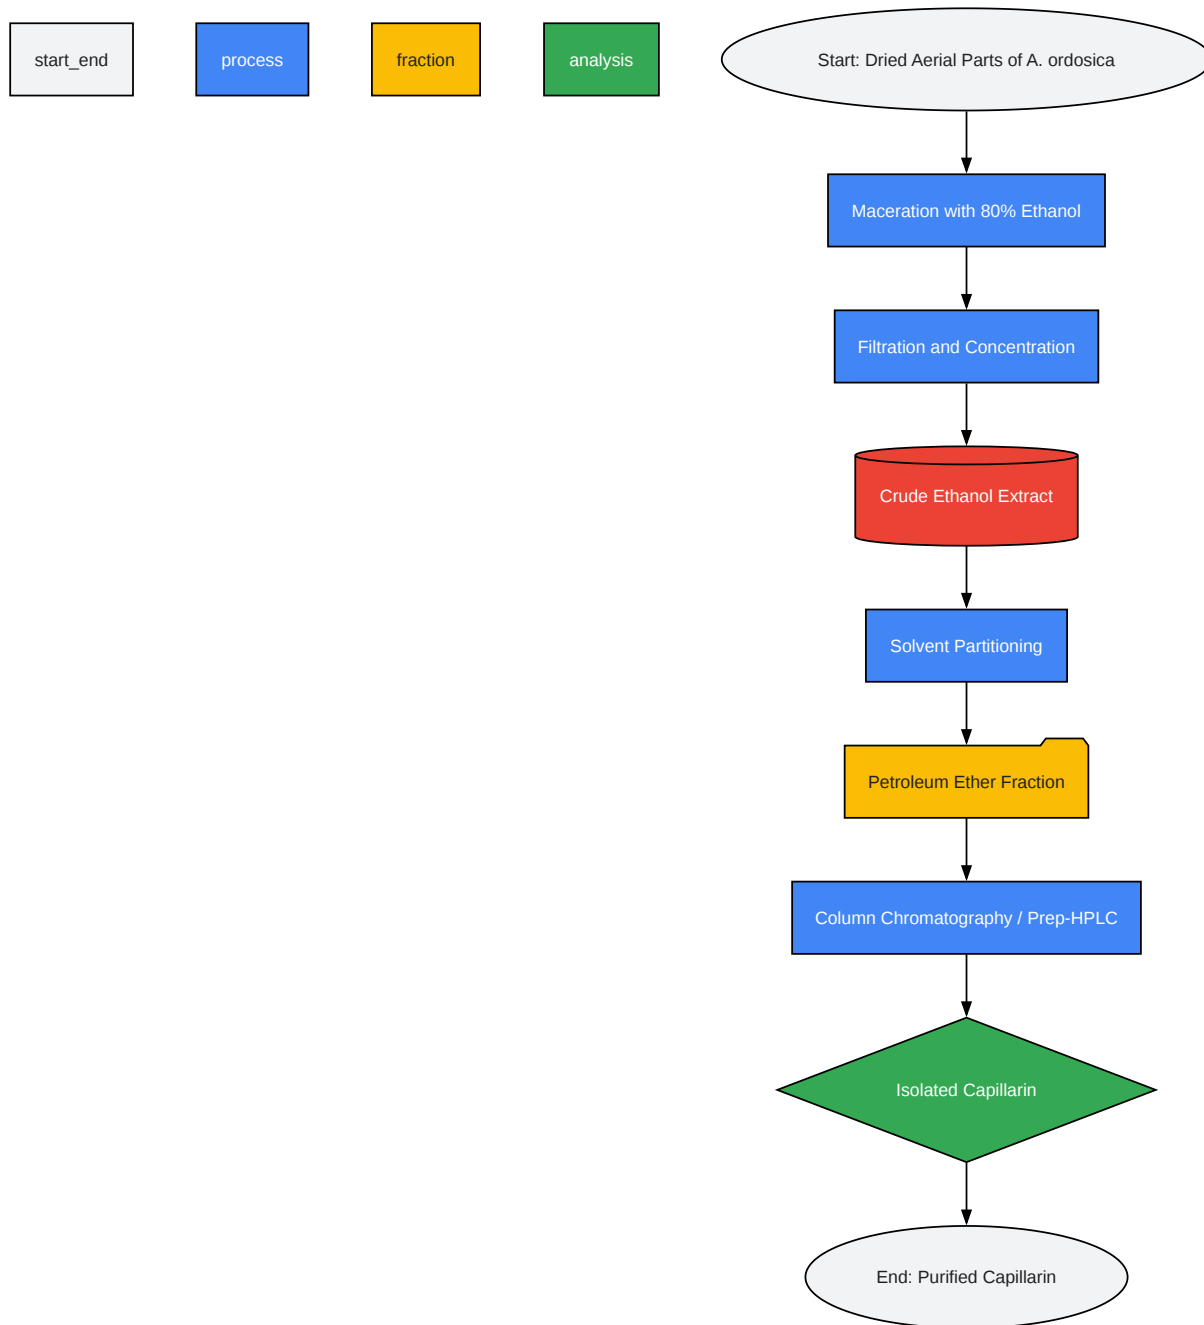 start_end
process
fraction
analysis
Start: Dried Aerial Parts of A. ordosica
Maceration with 80% Ethanol
Filtration and Concentration
Crude Ethanol Extract
Solvent Partitioning
Petroleum Ether Fraction
Column Chromatography / Prep-HPLC
Isolated Capillarin
End: Purified Capillarin